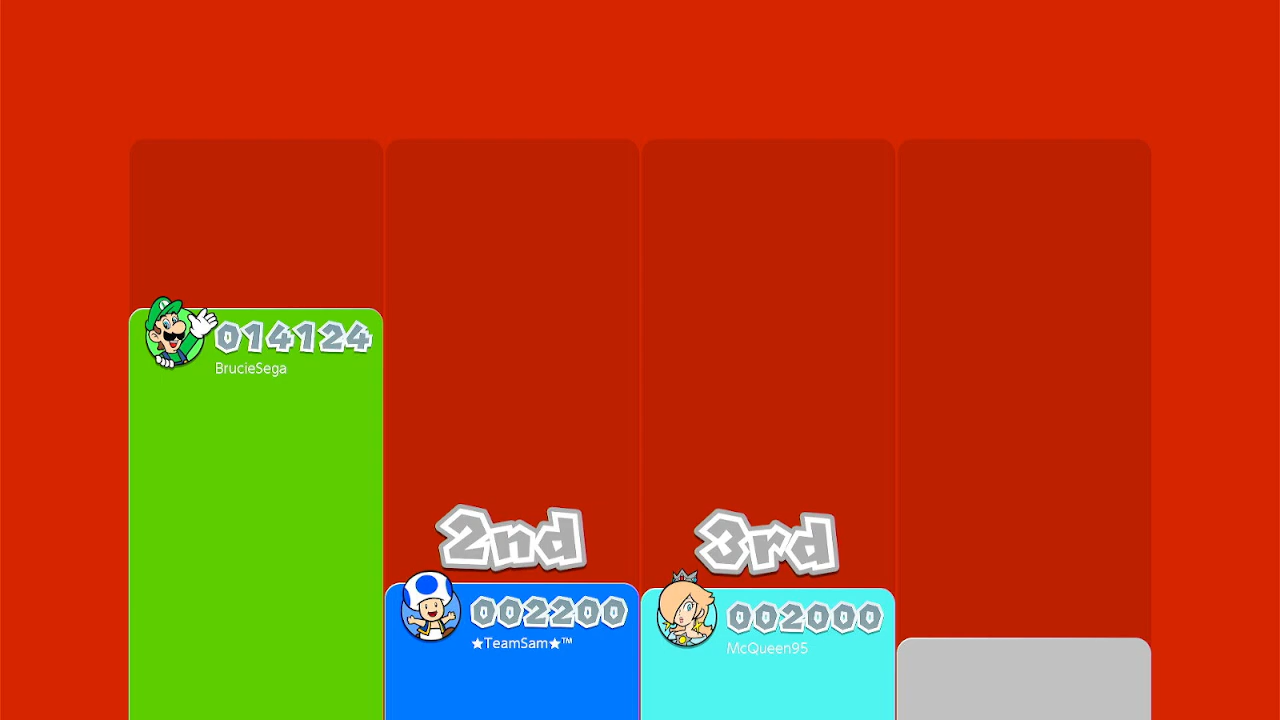 014124
BrucieSega
2nd
002200
★TeamSam★™
3rd
002000
McQueen95